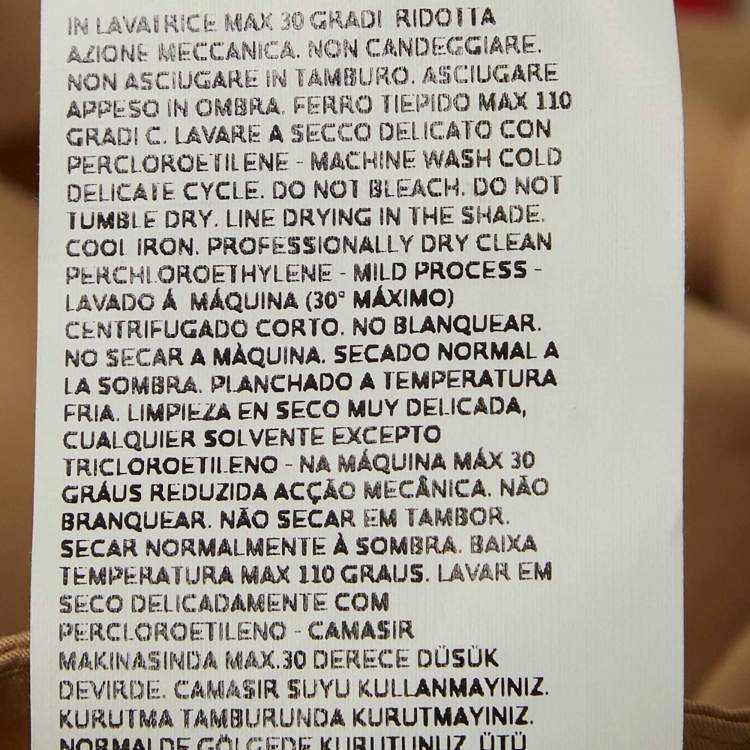 IN LAVATRICE MAX 30 GRADI RIDOTTA
AZIONE MECCANICA. NON CANDEGGIARE.
NON ASCIUGARE IN TAMBURO. ASCIUGARE
APPESO IN OMBRA. FERRO TIEPIDO MAX 110
GRADI C. LAVARE A SECCO DELICATO CON
PERCLOROETILENE - MACHINE WASH COLD
DELICATE CYCLE. DO NOT BLEACH. DO NOT
TUMBLE DRY. LINE DRYING IN THE SHADE.
COOL IRON. PROFESSIONALLY DRY CLEAN
PERCHLOROETHYLENE - MILD PROCESS -
LAVADO Á MÁQUINA (30° MÁXIMO)
CENTRIFUGADO CORTO. NO BLANQUEAR.
NO SECAR A MÀQUINA. SECADO NORMAL A
LA SOMBRA. PLANCHADO A TEMPERATURA
FRIA. LIMPIEZA EN SECO MUY DELICADA,
CUALQUIER SOLVENTE EXCEPTO
TRICLOROETILENO - NA MÁQUINA MÁX 30
GRÁUS REDUZIDA ACÇÃO MECÂNICA. NÃO
BRANQUEAR. NÃO SECAR EM TAMBOR.
SECAR NORMALMENTE À SOMBRA. BAIXA
TEMPERATURA MAX 110 GRAUS. LAVAR EM
SECO DELICADAMENTE COM
PERCLOROETILENO - CAMASIR
MAKINASINDA MAX.30 DERECE DÜSÜK
DEVIRDE. CAMASIR SUYU KULLANMAYINIZ.
KURUTMA TAMBURUNDA KURUTMAYINIZ.
NORMALDE GÖLGEDE KURUTUNUZ. ÜTÜ